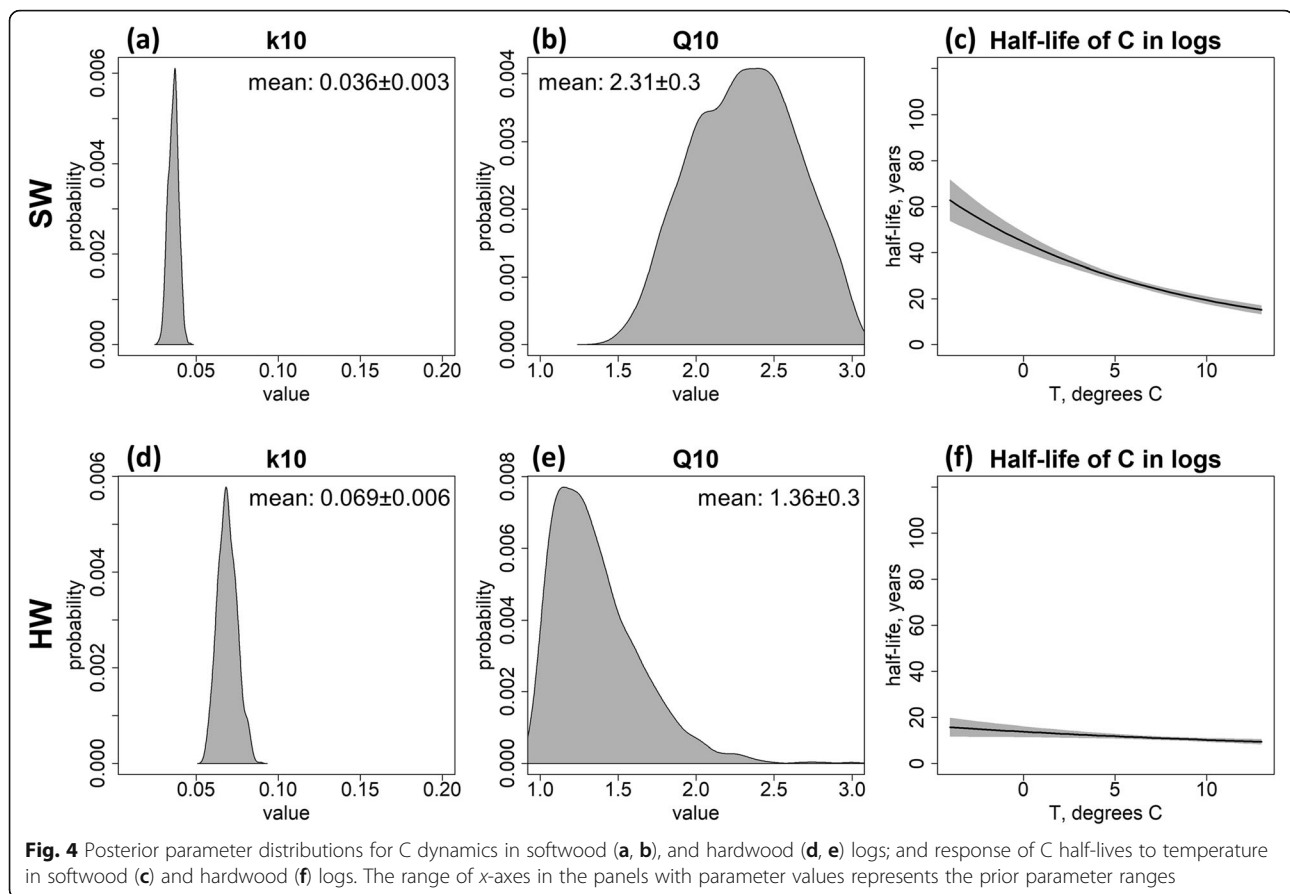 (a) k10
mean: 0.036±0.003
SW
probability
0.000 0.002 0.004 0.006
0.05 0.10 0.15 0.20
value
(b) Q10
mean: 2.31±0.3
probability
0.000 0.001 0.002 0.003 0.004
1.0 1.5 2.0 2.5 3.0
value
(c) Half-life of C in logs
half-life, years
0 20 40 60 80 100
0 5 10
T, degrees C
(d) k10
mean: 0.069±0.006
HW
probability
0.000 0.002 0.004 0.006
0.05 0.10 0.15 0.20
value
(e) Q10
mean: 1.36±0.3
probability
0.000 0.002 0.004 0.006 0.008
1.0 1.5 2.0 2.5 3.0
value
(f) Half-life of C in logs
half-life, years
0 20 40 60 80 100
0 5 10
T, degrees C
Fig. 4 Posterior parameter distributions for C dynamics in softwood (a, b), and hardwood (d, e) logs; and response of C half-lives to temperature
in softwood (c) and hardwood (f) logs. The range of x-axes in the panels with parameter values represents the prior parameter ranges